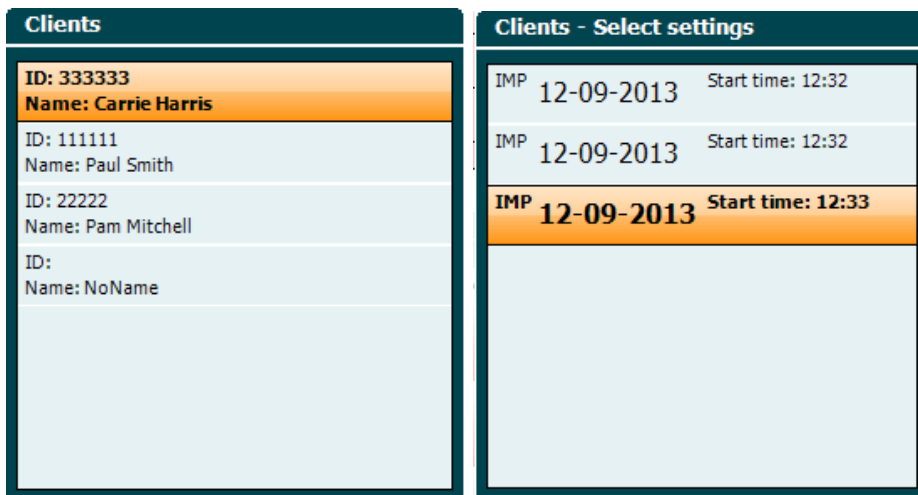 Clients
ID: 333333
Name: Carrie Harris
ID: 111111
Name: Paul Smith
ID: 22222
Name: Pam Mitchell
ID:
Name: NoName
Clients - Select settings
IMP 12-09-2013 Start time: 12:32
IMP 12-09-2013 Start time: 12:32
IMP 12-09-2013 Start time: 12:33